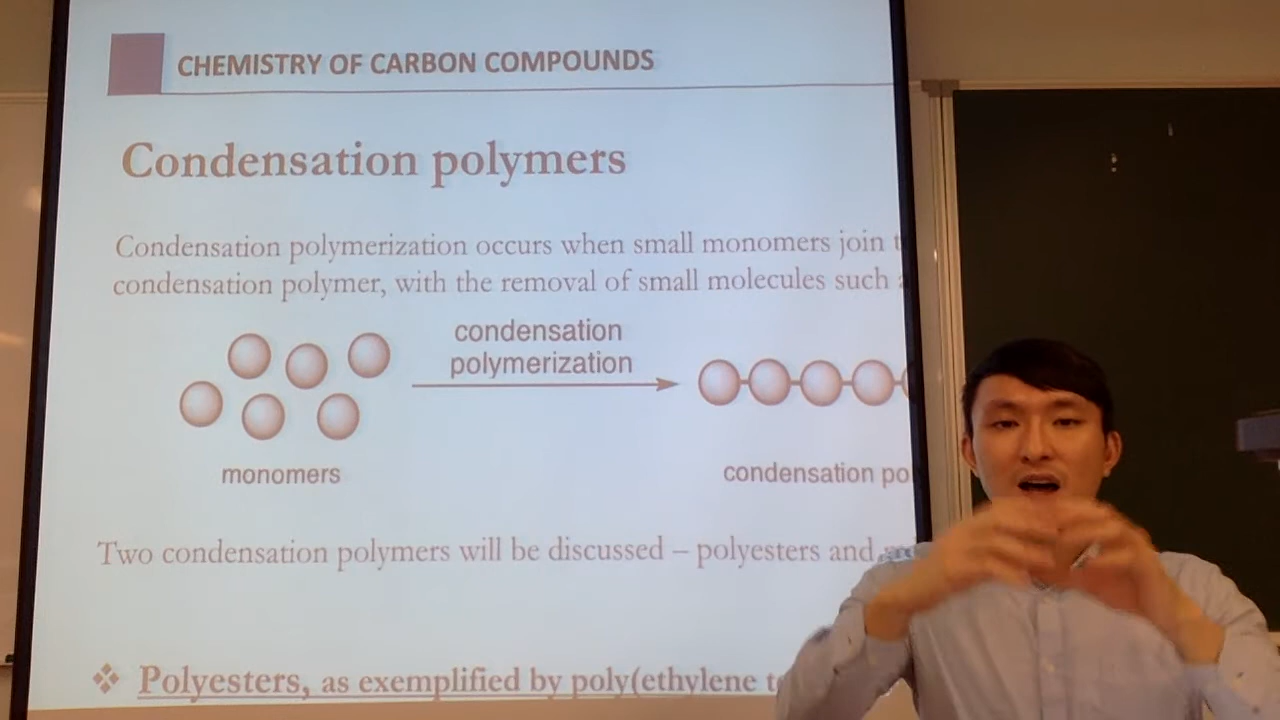 CHEMISTRY OF CARBON COMPOUNDS
Condensation polymers
Condensation polymerization occurs when small monomers join
condensation polymer, with the removal of small molecules such
condensation
polymerization
monomers
condensation po
Two condensation polymers will be discussed – polyesters and
❖ Polyesters, as exemplified by poly(ethylene